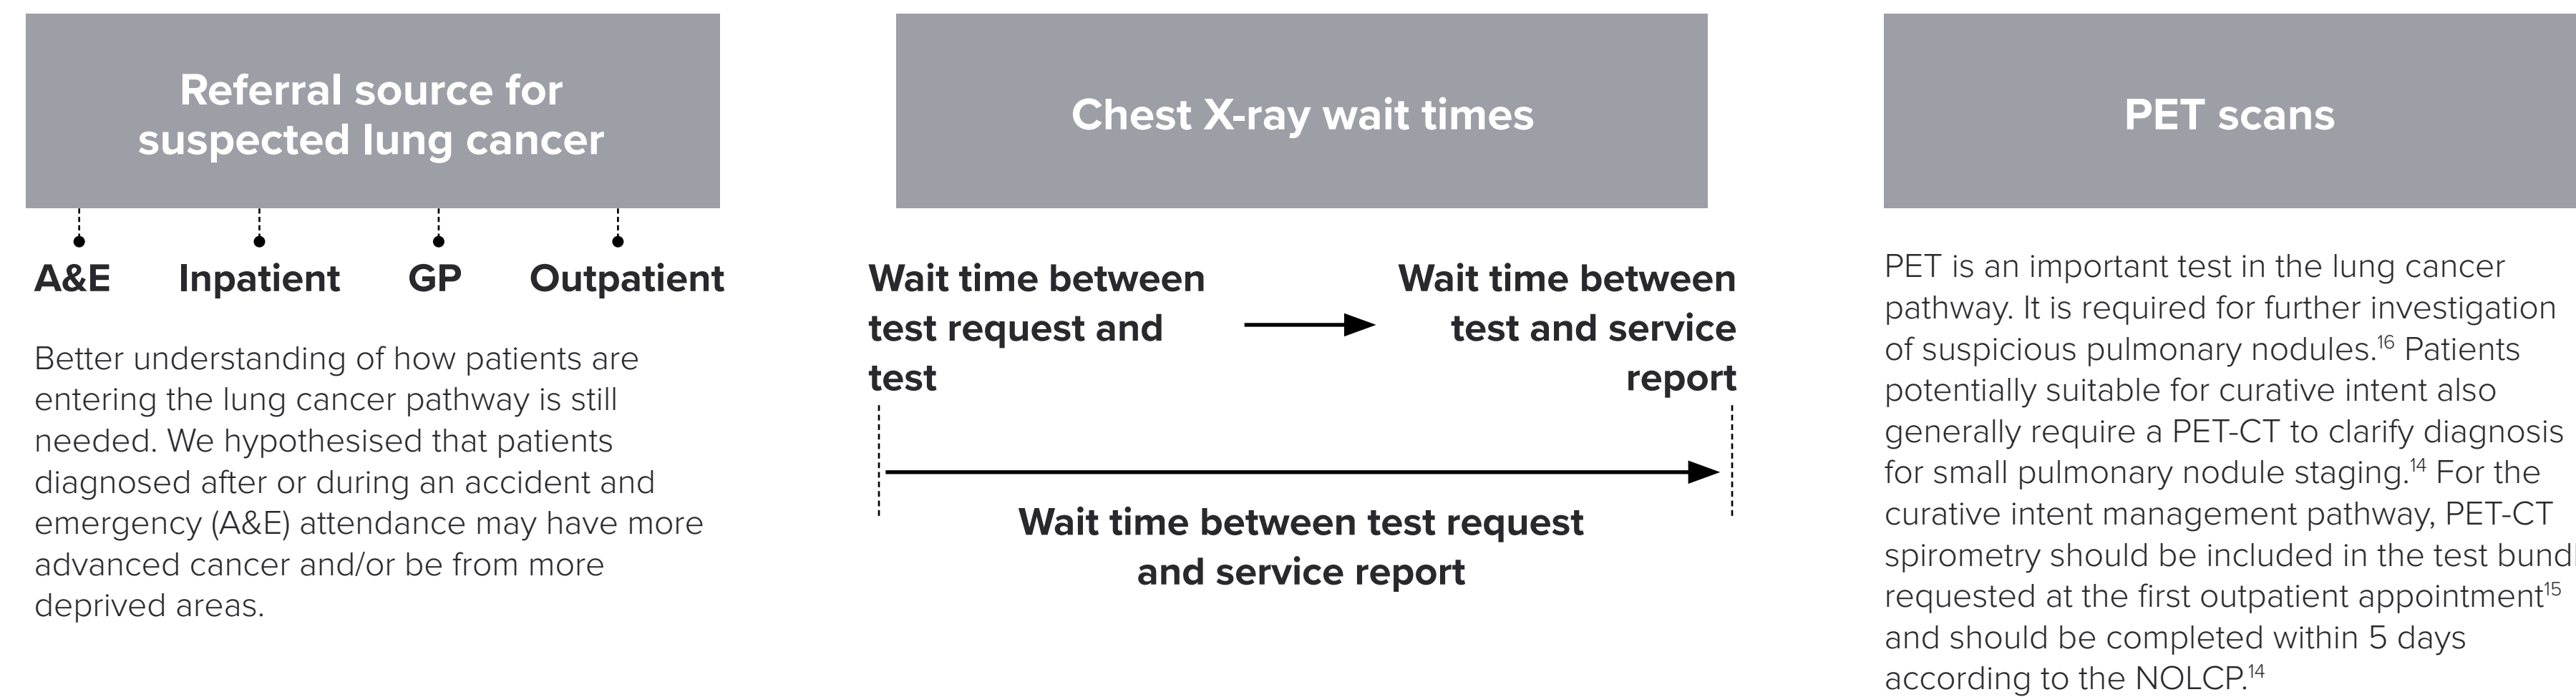 Referral source for
suspected lung cancer
A&E Inpatient GP Outpatient
Better understanding of how patients are
entering the lung cancer pathway is still
needed. We hypothesised that patients
diagnosed after or during an accident and
emergency (A&E) attendance may have more
advanced cancer and/or be from more
deprived areas.
Chest X-ray wait times
Wait time between
test request and
test
Wait time between
test and service
report
Wait time between test request
and service report
PET scans
PET is an important test in the lung cancer
pathway. It is required for further investigation
of suspicious pulmonary nodules.16 Patients
potentially suitable for curative intent also
generally require a PET-CT to clarify diagnosis
for small pulmonary nodule staging.14 For the
curative intent management pathway, PET-CT
spirometry should be included in the test
requested at the first outpatient appointment15
and should be completed within 5 days
according to the NOLCP.14